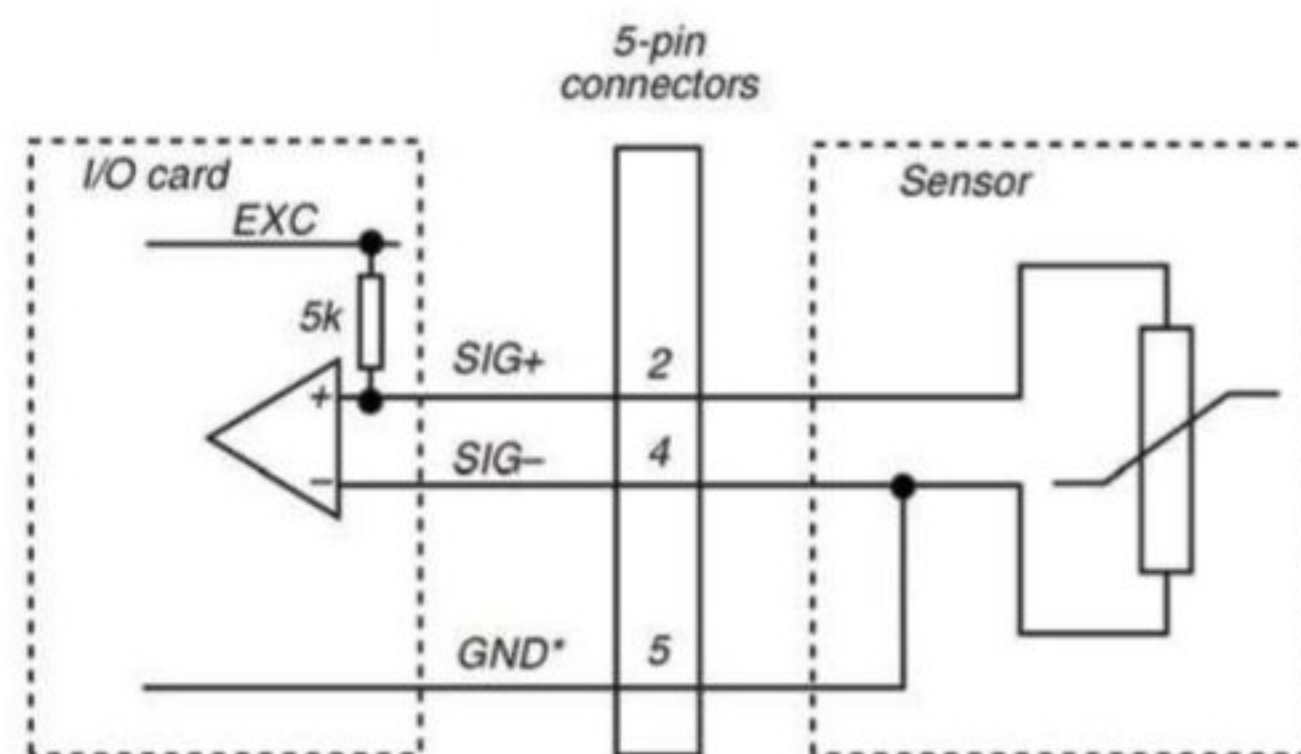 5-pin
connectors
I/O card
Sensor
EXC
5k
SIG+
2
+
SIG–
4
–
GND*
5